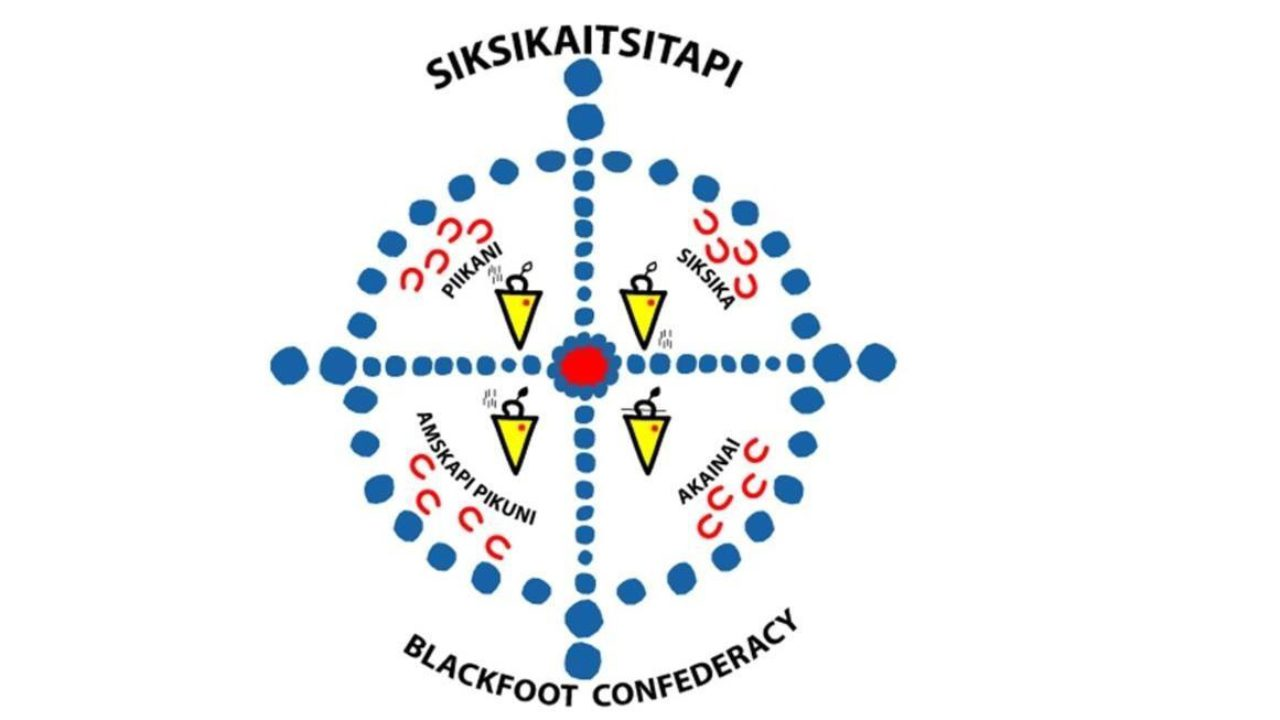 SIKSIKAITSITAPI
PIIKANI
SIKSIKA
AMSKAPI PIKUNI
AKAINAI
BLACKFOOT CONFEDERACY